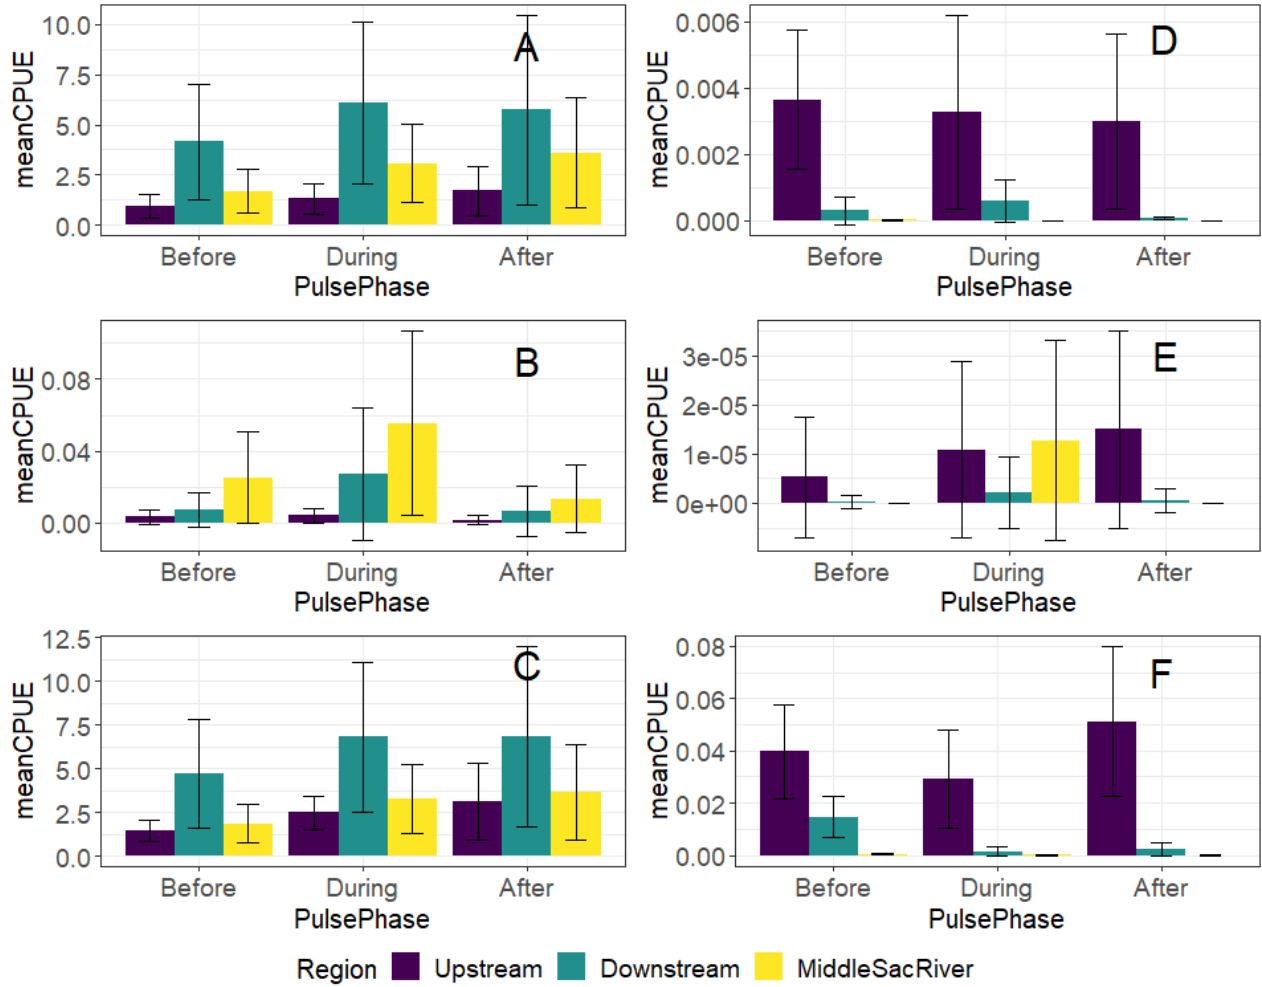 A
meanCPUE
10.0
7.5
5.0
2.5
0.0
Before During After
PulsePhase
D
meanCPUE
0.006
0.004
0.002
0.000
Before During After
PulsePhase
B
meanCPUE
0.08
0.04
0.00
Before During After
PulsePhase
E
meanCPUE
3e-05
2e-05
1e-05
0e+00
Before During After
PulsePhase
C
meanCPUE
12.5
10.0
7.5
5.0
2.5
0.0
Before During After
PulsePhase
F
meanCPUE
0.08
0.06
0.04
0.02
0.00
Before During After
PulsePhase
Region Upstream Downstream MiddleSacRiver